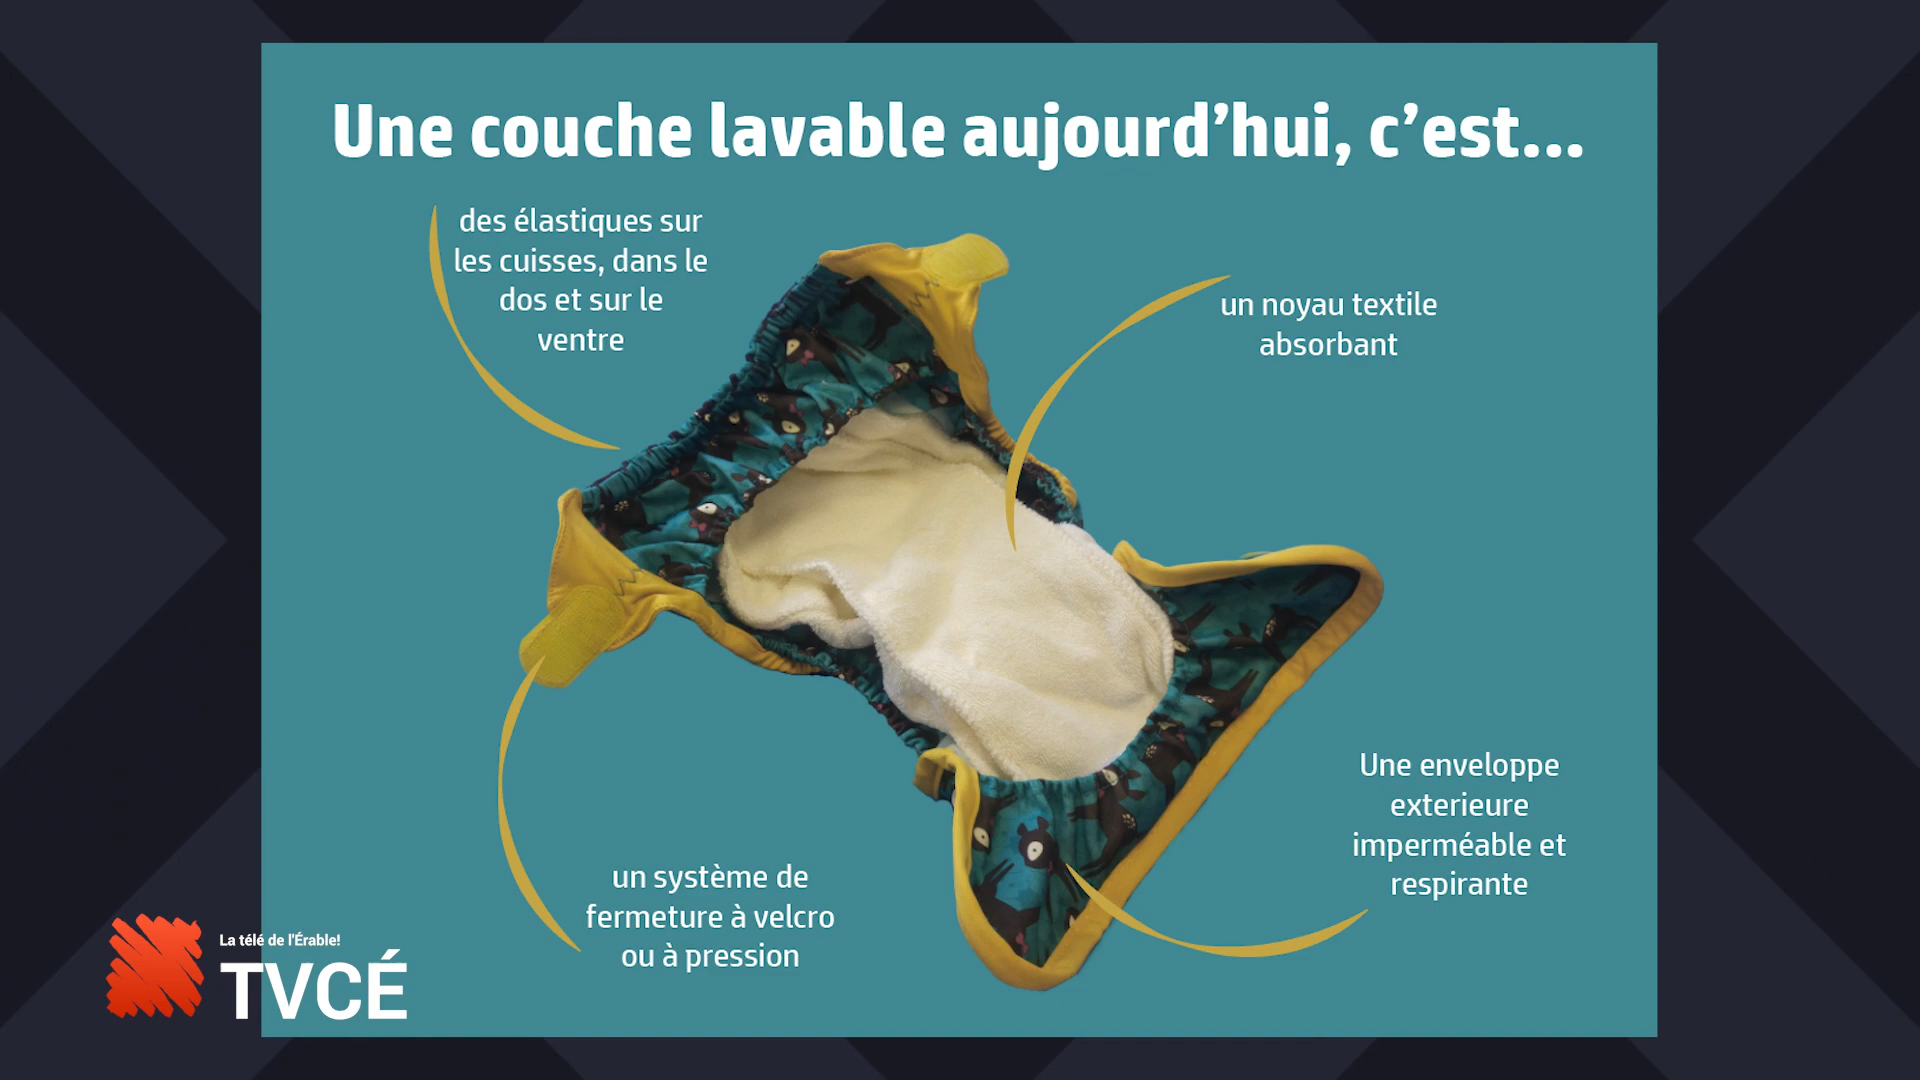 Une couche lavable aujourd’hui, c’est...
des élastiques sur
les cuisses, dans le
dos et sur le
ventre
un noyau textile
absorbant
Une enveloppe
exterieure
imperméable et
respirante
un système de
fermeture à velcro
ou à pression
La télé de l'Érable!
TVCÉ